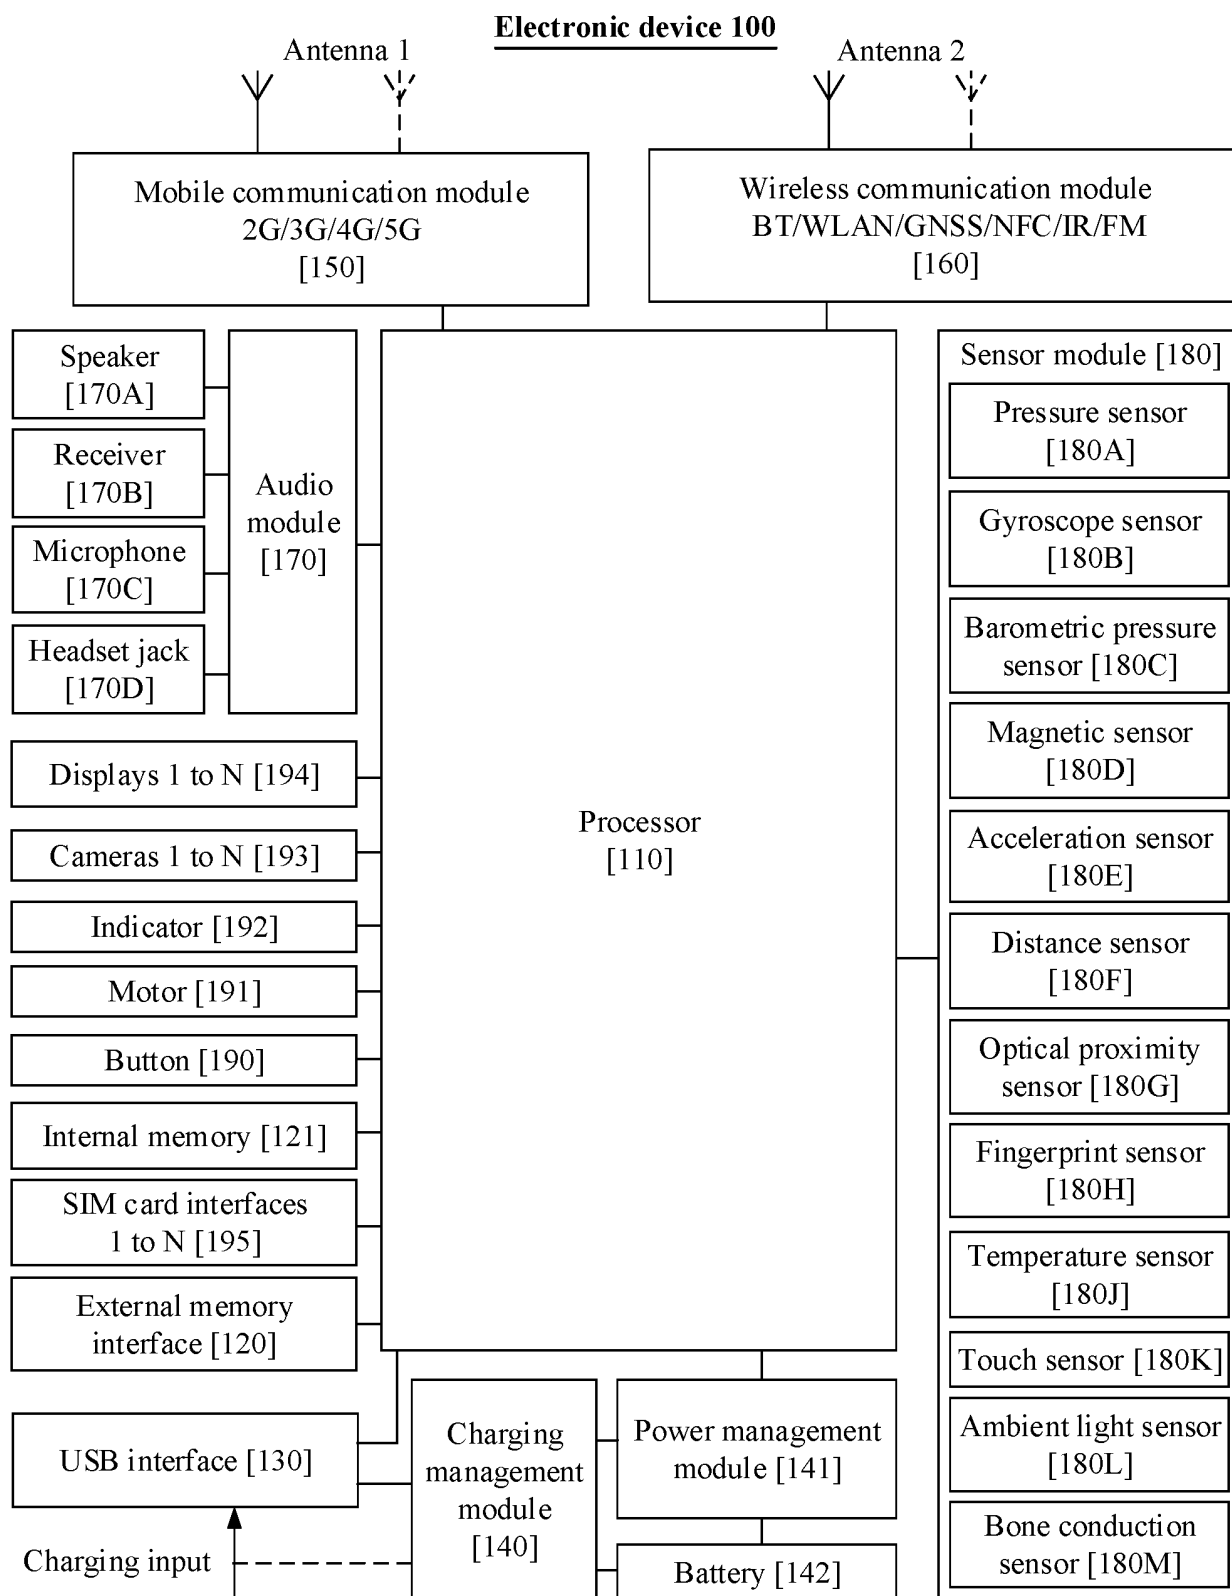 Electronic device 100
Antenna 1
Antenna 2
Mobile communication module
2G/3G/4G/5G
[150]
Wireless communication module
BT/WLAN/GNSS/NFC/IR/FM
[160]
Speaker
[170A]
Receiver
[170B]
Microphone
[170C]
Headset jack
[170D]
Audio
module
[170]
Displays 1 to N [194]
Cameras 1 to N [193]
Indicator [192]
Motor [191]
Button [190]
Internal memory [121]
SIM card interfaces
1 to N [195]
External memory
interface [120]
Processor
[110]
Sensor module [180]
Pressure sensor
[180A]
Gyroscope sensor
[180B]
Barometric pressure
sensor [180C]
Magnetic sensor
[180D]
Acceleration sensor
[180E]
Distance sensor
[180F]
Optical proximity
sensor [180G]
Fingerprint sensor
[180H]
Temperature sensor
[180J]
Touch sensor [180K]
Ambient light sensor
[180L]
Bone conduction
sensor [180M]
USB interface [130]
Charging input
Charging
management
module
[140]
Power management
module [141]
Battery [142]